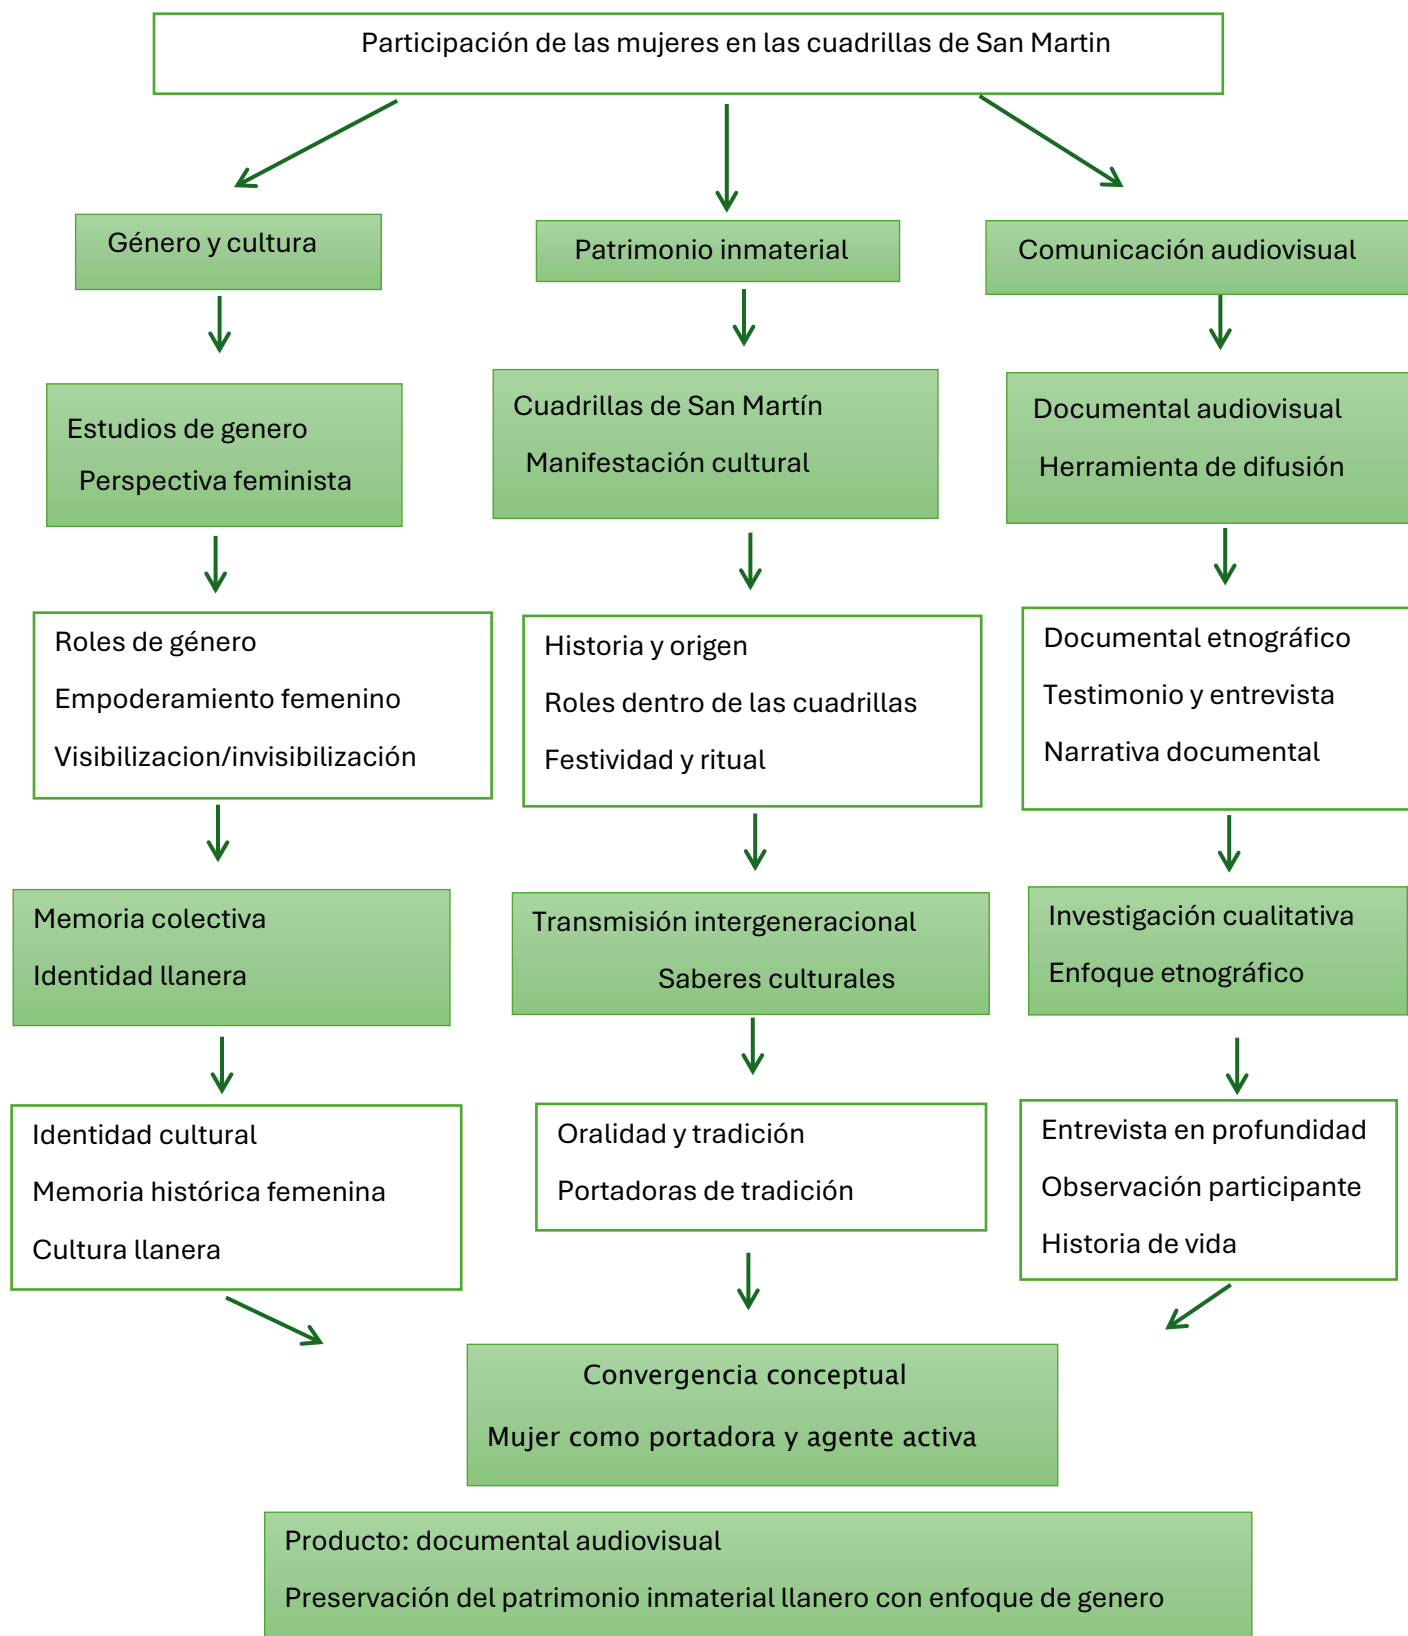 Participación de las mujeres en las cuadrillas de San Martin
Género y cultura
Patrimonio inmaterial
Comunicación audiovisual
Estudios de genero
Perspectiva feminista
Cuadrillas de San Martín
Manifestación cultural
Documental audiovisual
Herramienta de difusión
Roles de género
Empoderamiento femenino
Visibilizacion/invisibilización
Historia y origen
Roles dentro de las cuadrillas
Festividad y ritual
Documental etnográfico
Testimonio y entrevista
Narrativa documental
Memoria colectiva
Identidad llanera
Transmisión intergeneracional
Saberes culturales
Investigación cualitativa
Enfoque etnográfico
Identidad cultural
Memoria histórica femenina
Cultura llanera
Oralidad y tradición
Portadoras de tradición
Entrevista en profundidad
Observación participante
Historia de vida
Convergencia conceptual
Mujer como portadora y agente activa
Producto: documental audiovisual
Preservación del patrimonio inmaterial llanero con enfoque de genero